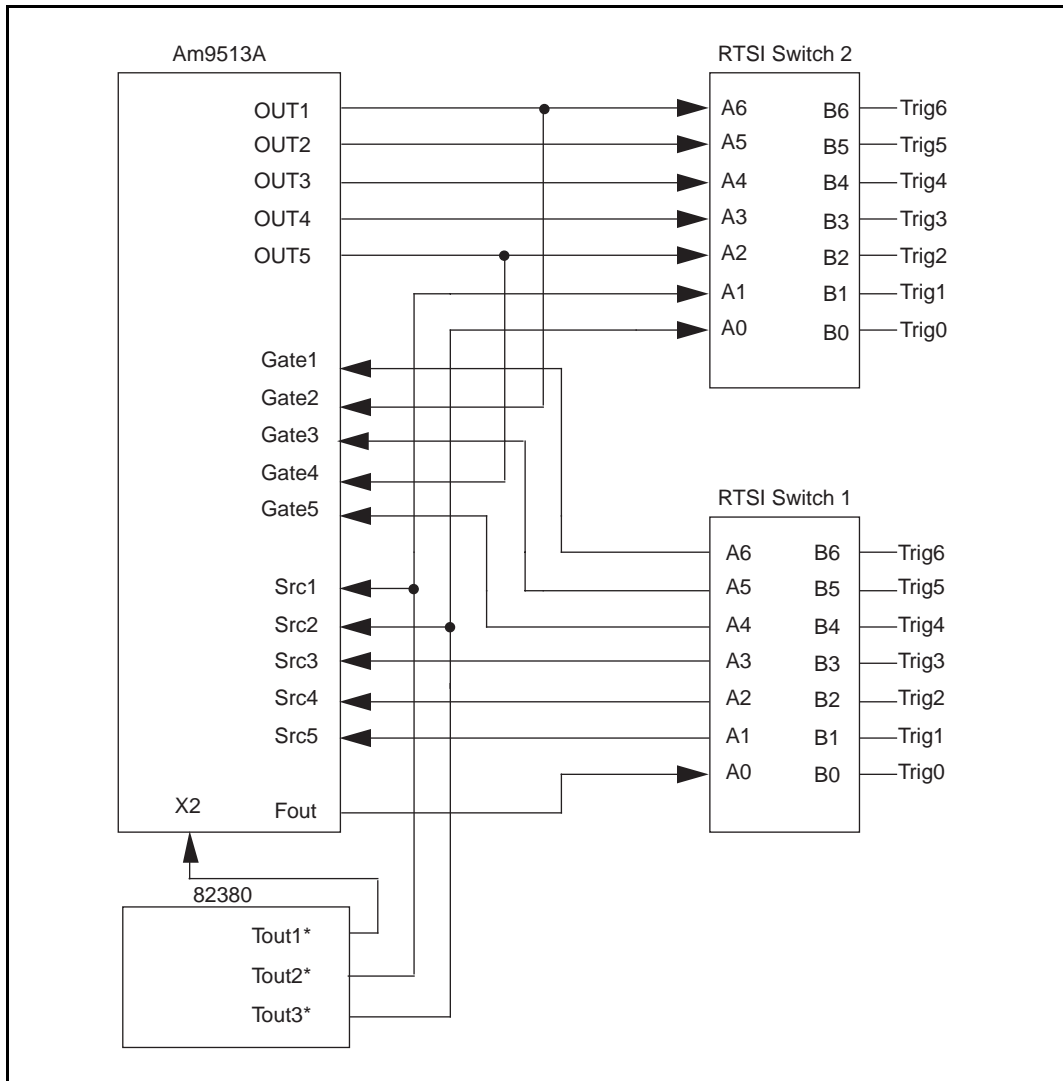 Am9513A
OUT1
OUT2
OUT3
OUT4
OUT5
Gate1
Gate2
Gate3
Gate4
Gate5
Src1
Src2
Src3
Src4
Src5
X2
Fout
82380
Tout1*
Tout2*
Tout3*
RTSI Switch 2
A6 B6 Trig6
A5 B5 Trig5
A4 B4 Trig4
A3 B3 Trig3
A2 B2 Trig2
A1 B1 Trig1
A0 B0 Trig0
RTSI Switch 1
A6 B6 Trig6
A5 B5 Trig5
A4 B4 Trig4
A3 B3 Trig3
A2 B2 Trig2
A1 B1 Trig1
A0 B0 Trig0